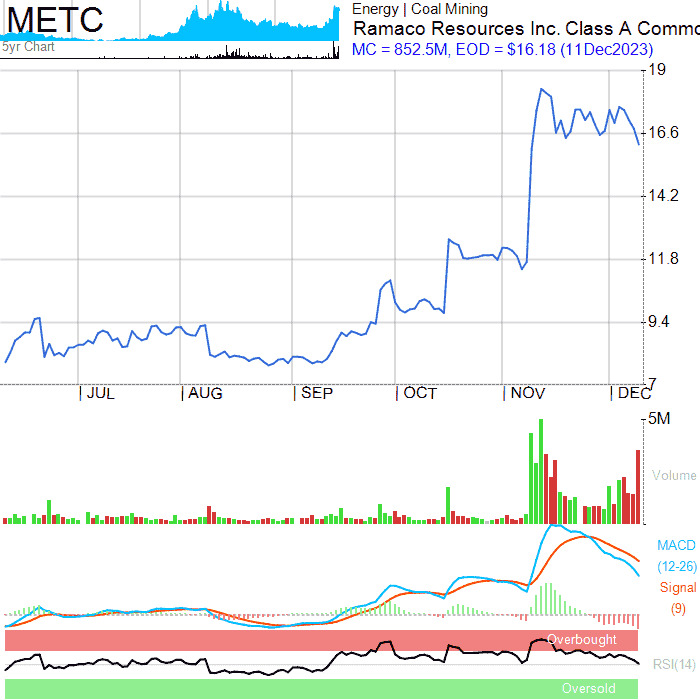 METC
5yr Chart
Energy | Coal Mining
Ramaco Resources Inc. Class A Commo
MC = 852.5M, EOD = $16.18 (11Dec2023)
19
16.6
14.2
11.8
9.4
7
| JUL | AUG | SEP | OCT | NOV | DEC
5M
Volume
MACD
(12-26)
Signal
(9)
Overbought
RSI(14)
Oversold